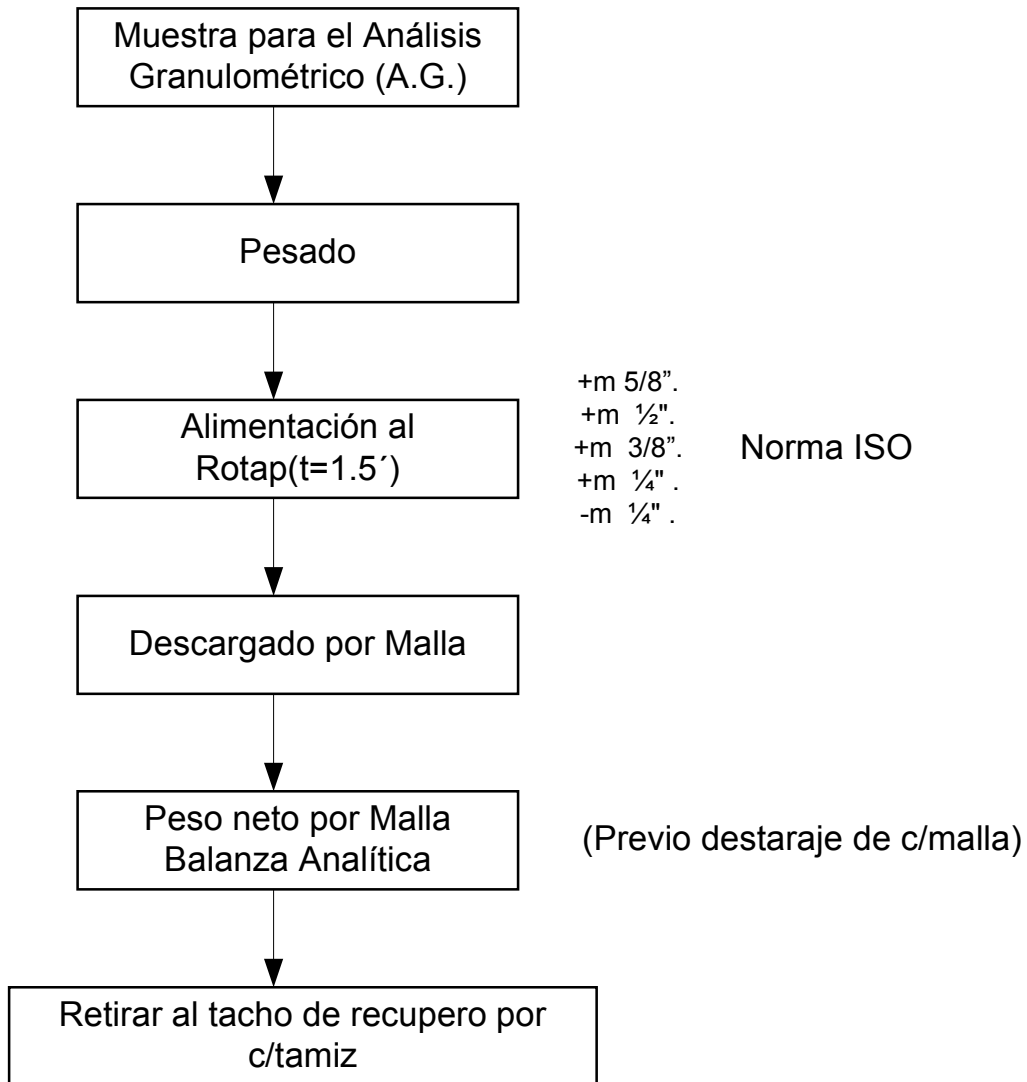 Muestra para el Análisis
Granulométrico (A.G.)
Pesado
Alimentación al
Rotap(t=1.5´)
+m 5/8”.
+m ½".
+m 3/8”.
+m ¼" .
-m ¼" .
Norma ISO
Descargado por Malla
Peso neto por Malla
Balanza Analítica
(Previo destaraje de c/malla)
Retirar al tacho de recupero por
c/tamiz